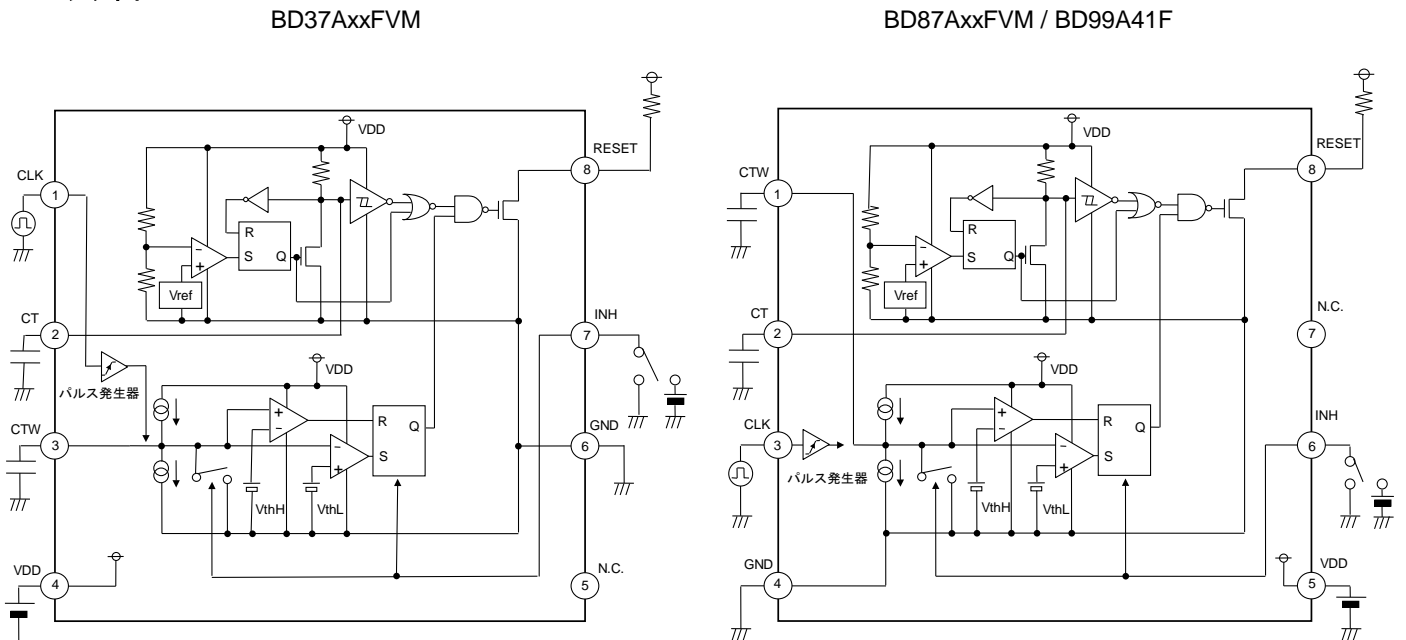 BD37AxxFVM
VDD
RESET
8
CLK
1
R
S
Q
Vref
CT
2
INH
7
VDD
パルス発生器
R
Q
S
CTW
3
GND
6
VthH
VthL
VDD
4
N.C.
5
BD87AxxFVM / BD99A41F
VDD
RESET
8
CTW
1
R
S
Q
Vref
N.C.
7
CT
2
VDD
CLK
3
パルス発生器
R
Q
S
INH
6
VthH
VthL
GND
4
VDD
5